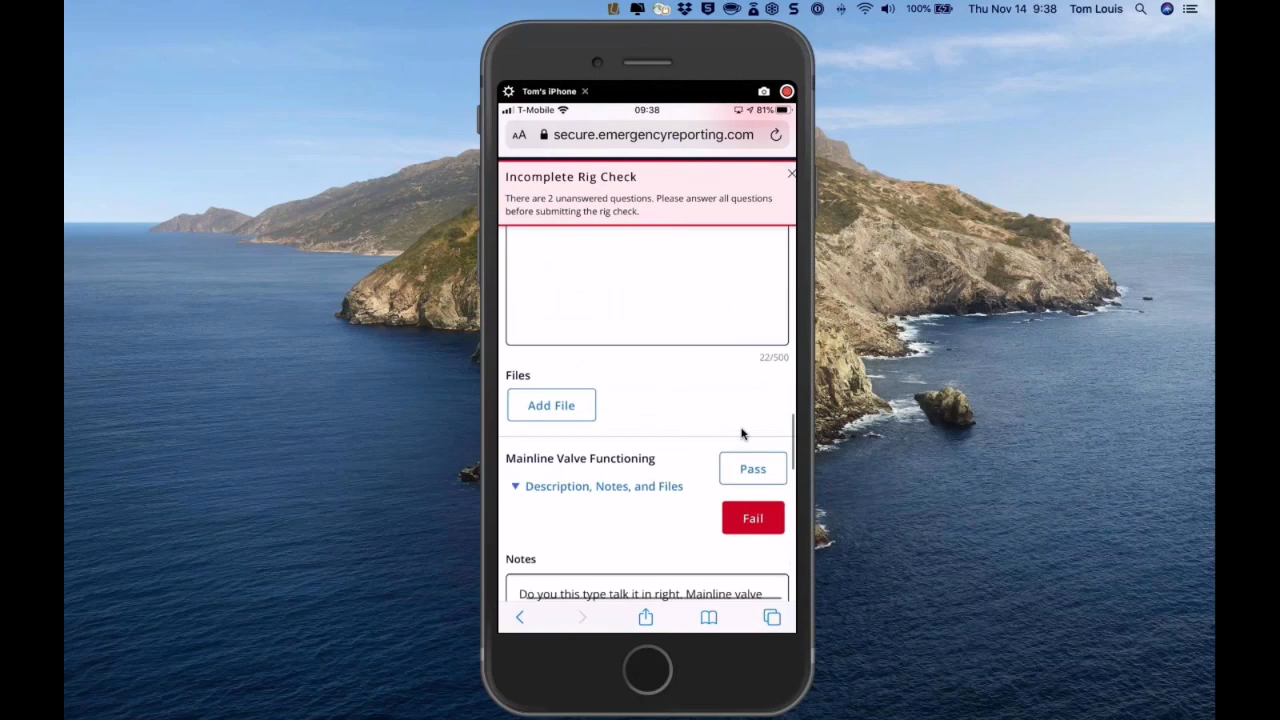 100%
Thu Nov 14 9:38
Tom Louis
Tom's iPhone
T-Mobile
09:38
81%
AA
secure.emergencyreporting.com
Incomplete Rig Check
There are 2 unanswered questions. Please answer all questions
before submitting the rig check.
22/500
Files
Add File
Mainline Valve Functioning
Pass
Description, Notes, and Files
Fail
Notes
Do you this type talk it in right. Mainline valve